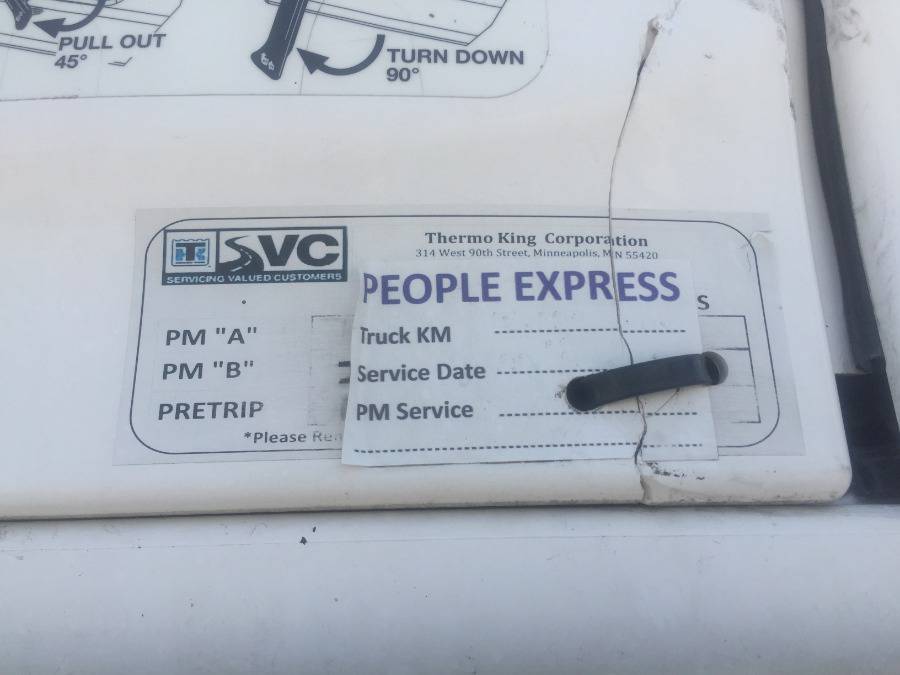 PULL OUT
45°
TURN DOWN
90°
TK SVC
SERVICING VALUED CUSTOMERS
Thermo King Corporation
314 West 90th Street, Minneapolis, MN 55420
PEOPLE EXPRESS
S
PM "A"
Truck KM
PM "B"
Service Date
PRETRIP
PM Service
*Please